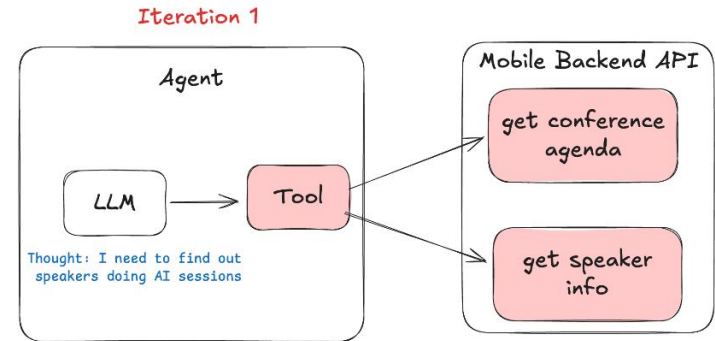 Iteration 1
Agent
Mobile Backend API
get conference
agenda
LLM
Tool
Thought: I need to find out
speakers doing AI sessions
get speaker
info